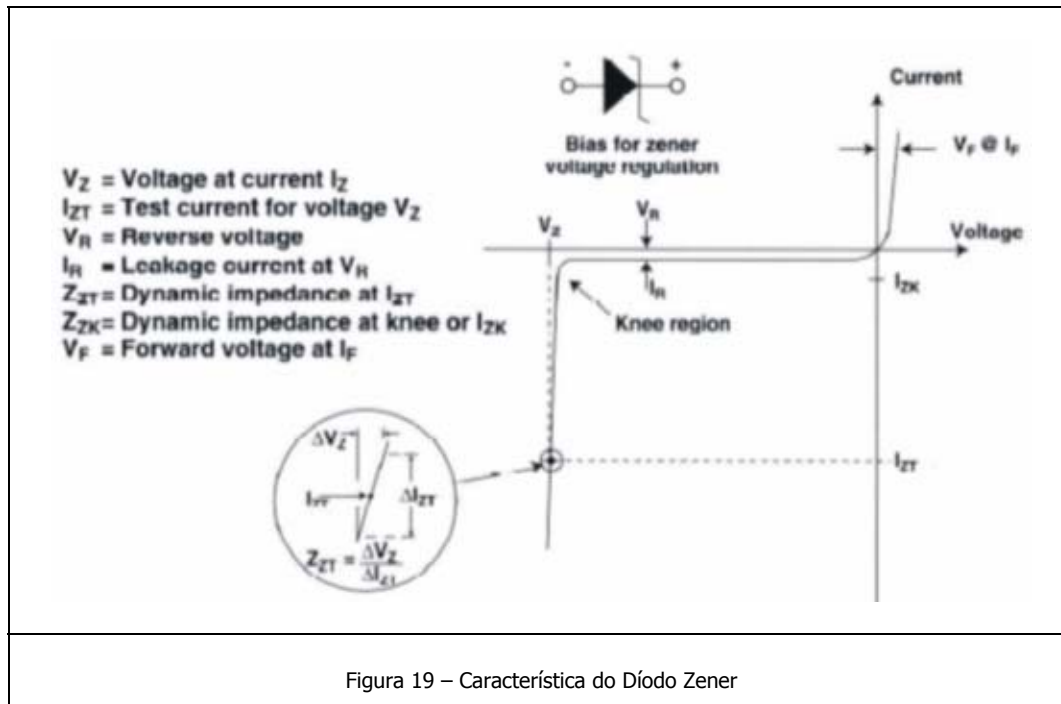 - +
Bias for zener
voltage regulation
Current
V_F @ I_F
V_Z = Voltage at current I_Z
I_ZT = Test current for voltage V_Z
V_R = Reverse voltage
I_R = Leakage current at V_R
Z_ZT = Dynamic impedance at I_ZT
Z_ZK = Dynamic impedance at knee or I_ZK
V_F = Forward voltage at I_F
V_Z
V_R
Voltage
I_R
I_ZK
Knee region
ΔV_Z
I_ZT
ΔI_ZT
Z_ZT = ΔV_Z / ΔI_ZT
I_ZT
Figura 19 – Característica do Díodo Zener